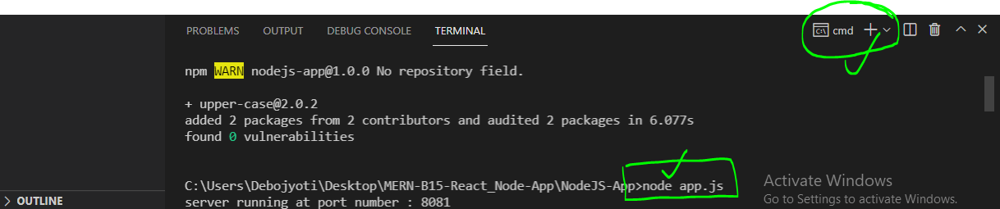 PROBLEMS OUTPUT DEBUG CONSOLE TERMINAL cmd
npm WARN nodejs-app@1.0.0 No repository field.
+ upper-case@2.0.2
added 2 packages from 2 contributors and audited 2 packages in 6.077s
found 0 vulnerabilities
C:\Users\Debojyoti\Desktop\MERN-B15-React_Node-App\NodeJS-App>node app.js
server running at port number : 8081
Activate Windows
Go to Settings to activate Windows.
OUTLINE